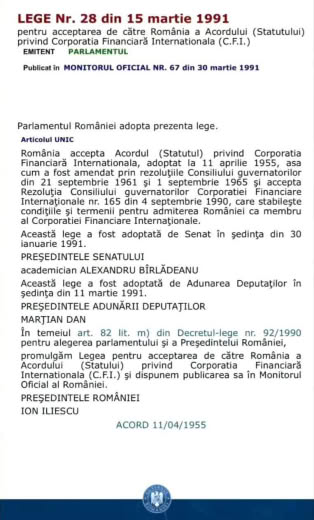 LEGE Nr. 28 din 15 martie 1991
pentru acceptarea de către România a Acordului (Statutului)
privind Corporatia Financiară Internationala (C.F.I.)
EMITENT PARLAMENTUL
Publicat în MONITORUL OFICIAL NR. 67 din 30 martie 1991
Parlamentul României adopta prezenta lege.
Articolul UNIC
România accepta Acordul (Statutul) privind Corporatia
Financiară Internationala, adoptat la 11 aprilie 1955, asa
cum a fost amendat prin rezoluţiile Consiliului guvernatorilor
din 21 septembrie 1961 şi 1 septembrie 1965 şi accepta
Rezoluţia Consiliului guvernatorilor Corporatiei Financiare
Internaţionale nr. 165 din 4 septembrie 1990, care stabileşte
condiţiile şi termenii pentru admiterea României ca membru
al Corporatiei Financiare Internaţionale.
Această lege a fost adoptată de Senat în şedinţa din 30
ianuarie 1991.
PREŞEDINTELE SENATULUI
academician ALEXANDRU BÎRLĂDEANU
Această lege a fost adoptată de Adunarea Deputaţilor în
şedinţa din 11 martie 1991.
PREŞEDINTELE ADUNĂRII DEPUTAŢILOR
MARŢIAN DAN
În temeiul art. 82 lit. m) din Decretul-lege nr. 92/1990
pentru alegerea parlamentului şi a Preşedintelui României,
promulgăm Legea pentru acceptarea de către România a
Acordului (Statului) privind Corporatia Financiară
Internationala (C.F.I.) şi dispunem publicarea sa în Monitorul
Oficial al României.
PREŞEDINTELE ROMÂNIEI
ION ILIESCU
ACORD 11/04/1955